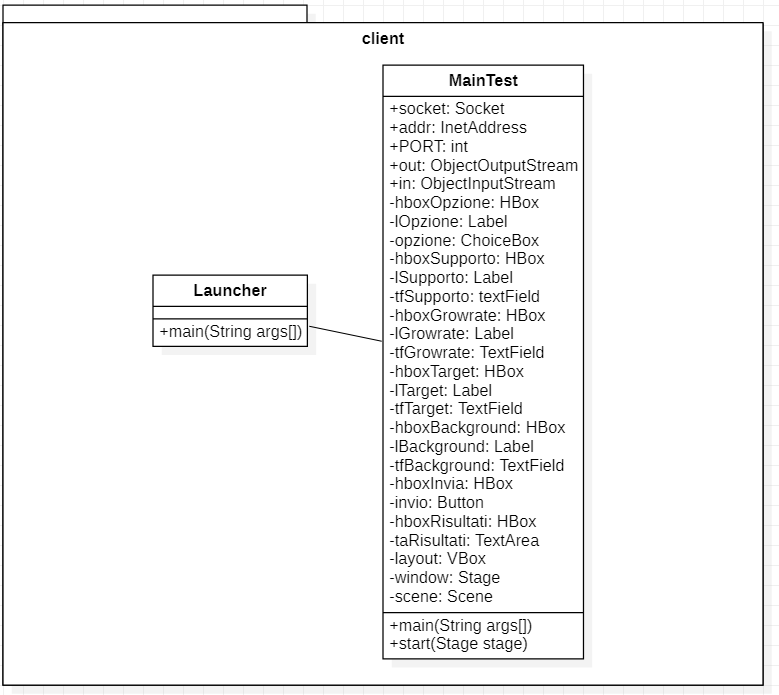 client
MainTest
+socket: Socket
+addr: InetAddress
+PORT: int
+out: ObjectOutputStream
+in: ObjectInputStream
-hboxOpzione: HBox
-lOpzione: Label
-opzione: ChoiceBox
-hboxSupporto: HBox
-lSupporto: Label
-tfSupporto: textField
-hboxGrowrate: HBox
-lGrowrate: Label
-tfGrowrate: TextField
-hboxTarget: HBox
-lTarget: Label
-tfTarget: TextField
-hboxBackground: HBox
-lBackground: Label
-tfBackground: TextField
-hboxInvia: HBox
-invio: Button
-hboxRisultati: HBox
-taRisultati: TextArea
-layout: VBox
-window: Stage
-scene: Scene
+main(String args[])
+start(Stage stage)
Launcher
+main(String args[])